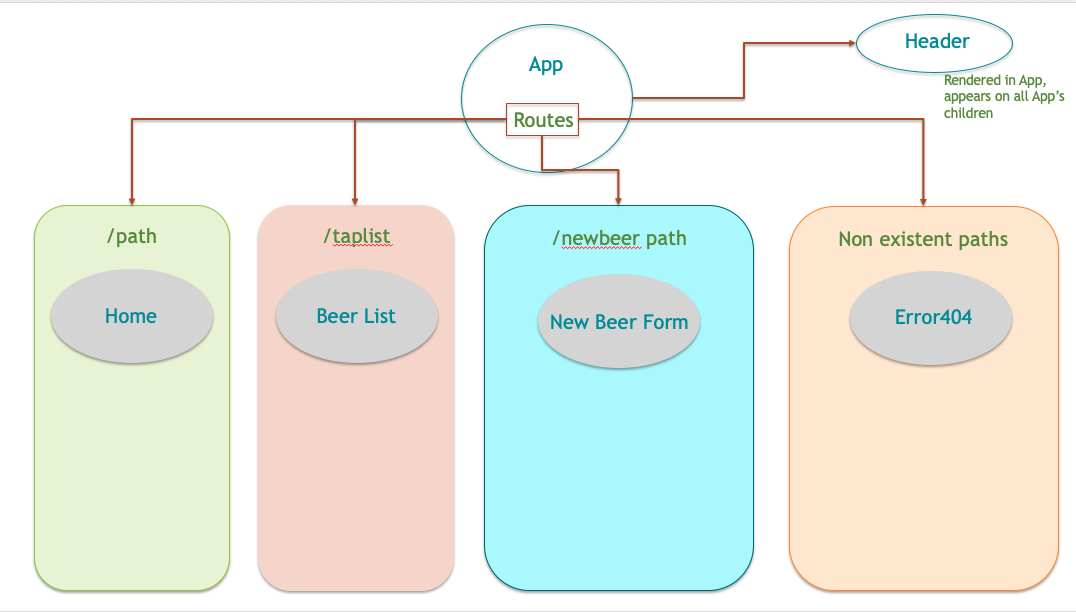 App
Header
Rendered in App,
appears on all App's
children
Routes
/path
/taplist
/newbeer path
Non existent paths
Home
Beer List
New Beer Form
Error404